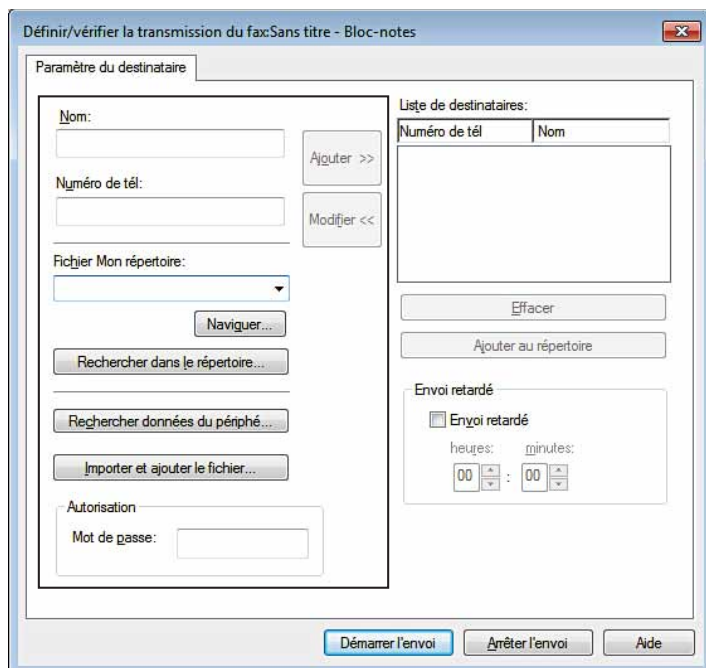 Définir/vérifier la transmission du fax:Sans titre - Bloc-notes
Paramètre du destinataire
Nom:
Ajouter >>
Numéro de tél:
Modifier <<
Fichier Mon répertoire:
Naviguer...
Rechercher dans le répertoire...
Rechercher données du périphé...
Importer et ajouter le fichier...
Autorisation
Mot de passe:
Liste de destinataires:
Numéro de tél Nom
Effacer
Ajouter au répertoire
Envoi retardé
Envoi retardé
heures: minutes:
00 : 00
Démarrer l'envoi Arrêter l'envoi Aide